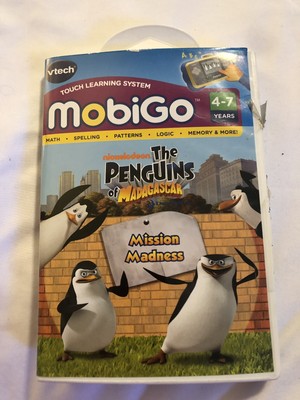 vtech
TOUCH LEARNING SYSTEM
MobiGo™
4-7
YEARS
MATH • SPELLING • PATTERNS • LOGIC • MEMORY & MORE!
nickelodeon The
PENGUINS
of MADAGASCAR
Mission
Madness